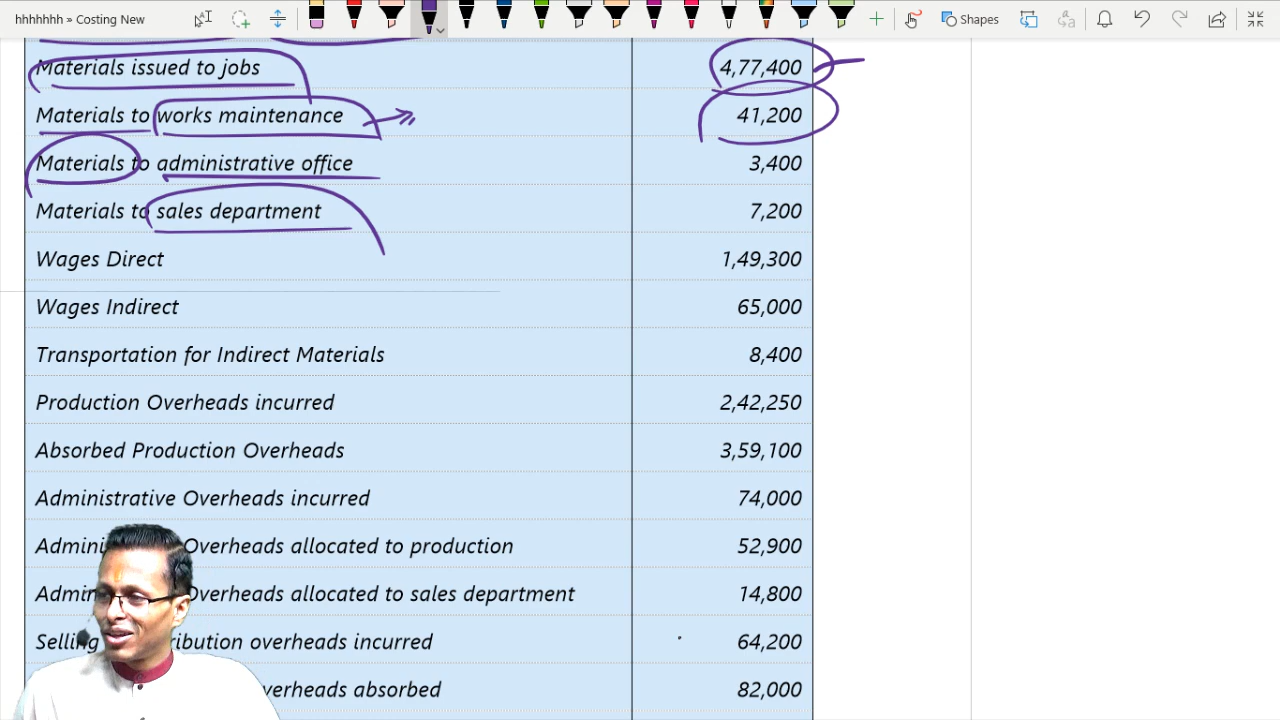 hhhhhhh » Costing New
Shapes
Materials issued to jobs 4,77,400
Materials to works maintenance 41,200
Materials to administrative office 3,400
Materials to sales department 7,200
Wages Direct 1,49,300
Wages Indirect 65,000
Transportation for Indirect Materials 8,400
Production Overheads incurred 2,42,250
Absorbed Production Overheads 3,59,100
Administrative Overheads incurred 74,000
Overheads allocated to production 52,900
Overheads allocated to sales department 14,800
Selling overheads incurred 64,200
absorbed 82,000